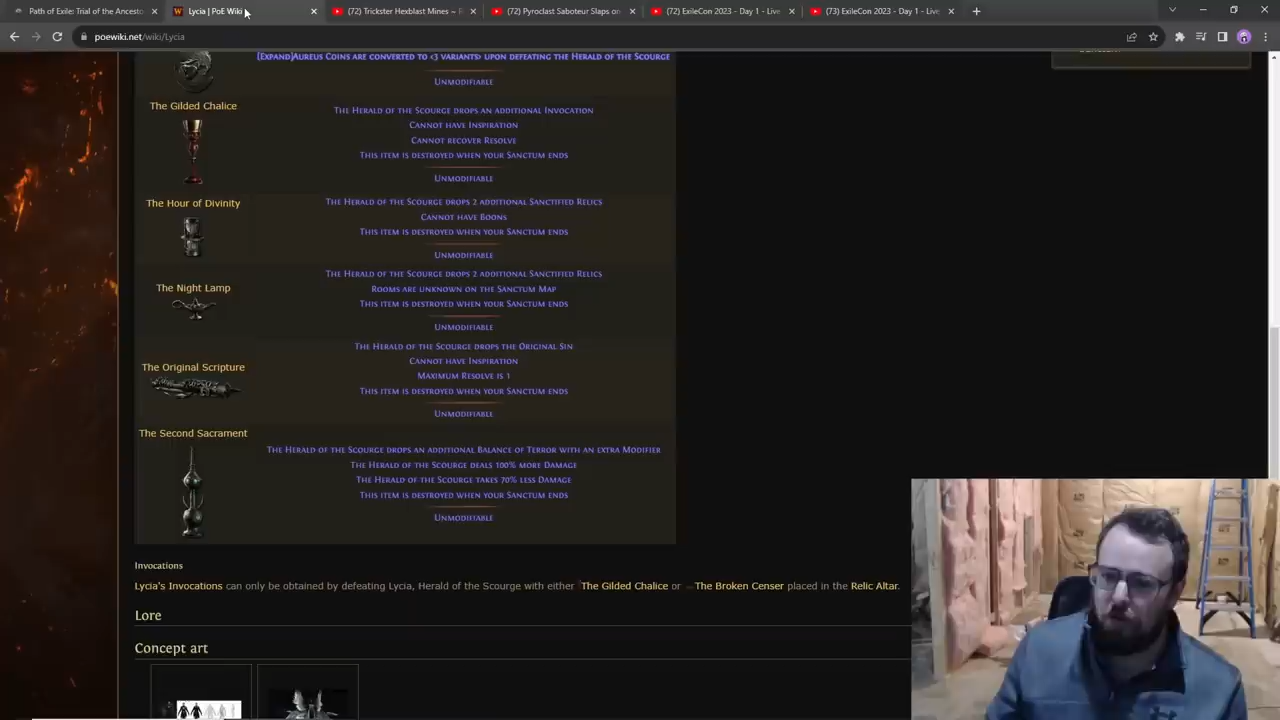 Path of Exile: Trial of the Ancesto
Lycia | PoE Wiki
(72) Trickster Hexblast Mines ~ R
(72) Pyroclast Saboteur Slaps on
(72) ExileCon 2023 - Day 1 - Live
(73) ExileCon 2023 - Day 1 - Live
poewiki.net/wiki/Lycia
[Expand]Aureus Coins are converted to <3 variants> upon defeating the Herald of the Scourge
Unmodifiable
The Gilded Chalice
The Herald of the Scourge drops an additional Invocation
Cannot have Inspiration
Cannot recover Resolve
This item is destroyed when your Sanctum ends
Unmodifiable
The Hour of Divinity
The Herald of the Scourge drops 2 additional Sanctified Relics
Cannot have Boons
This item is destroyed when your Sanctum ends
Unmodifiable
The Night Lamp
The Herald of the Scourge drops 2 additional Sanctified Relics
Rooms are unknown on the Sanctum Map
This item is destroyed when your Sanctum ends
Unmodifiable
The Original Scripture
The Herald of the Scourge drops the Original Sin
Cannot have Inspiration
Maximum Resolve is 1
This item is destroyed when your Sanctum ends
Unmodifiable
The Second Sacrament
The Herald of the Scourge drops an additional Balance of Terror with an extra Modifier
The Herald of the Scourge deals 100% more Damage
The Herald of the Scourge takes 70% less Damage
This item is destroyed when your Sanctum ends
Unmodifiable
Invocations
Lycia's Invocations can only be obtained by defeating Lycia, Herald of the Scourge with either The Gilded Chalice or The Broken Censer placed in the Relic Altar.
Lore
Concept art